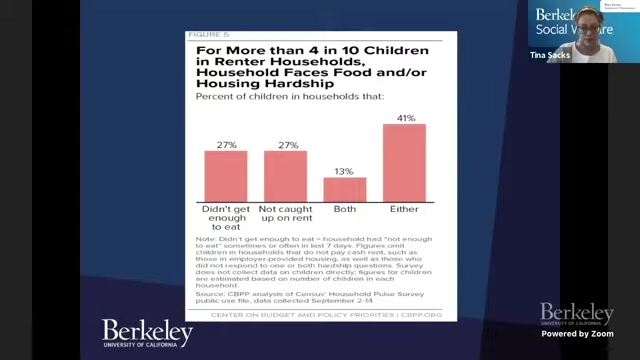 FIGURE 5
For More than 4 in 10 Children
in Renter Households,
Household Faces Food and/or
Housing Hardship
Percent of children in households that:
27%
27%
13%
41%
Didn't get
enough
to eat
Not caught
up on rent
Both
Either
Note: Didn't get enough to eat = household had "not enough
to eat" sometimes or often in last 7 days. Figures omit
children in households that do not pay cash rent, such as
those in employer-provided housing, as well as those who
did not respond to one or both hardship questions. Survey
does not collect data on children directly; figures for children
are estimated based on number of children in each
household.
Source: CBPP analysis of Census' Household Pulse Survey
public use file, data collected September 2-14
CENTER ON BUDGET AND POLICY PRIORITIES | CBPP.ORG
Berkeley
UNIVERSITY OF CALIFORNIA
Berkeley
Social
Tina Sacks
Berkeley
UNIVERSITY OF CALIFORNIA
Powered by Zoom